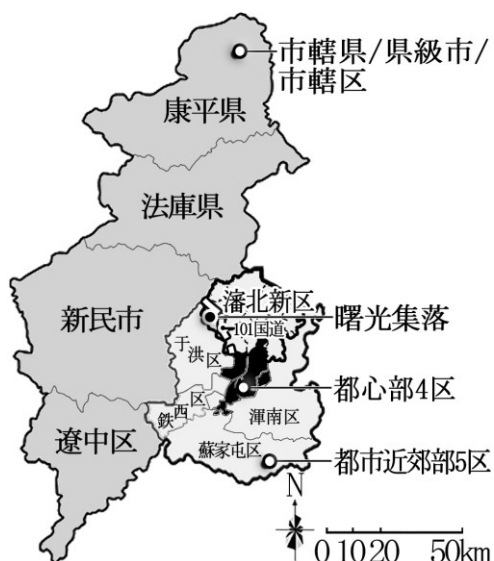 市轄県/県級市/
市轄区
康平県
法庫県
新民市
瀋北新区
101国道
曙光集落
于洪区
都心部4区
鉄西区
渾南区
遼中区
蘇家屯区
都市近郊部5区
N
0 10 20 50km